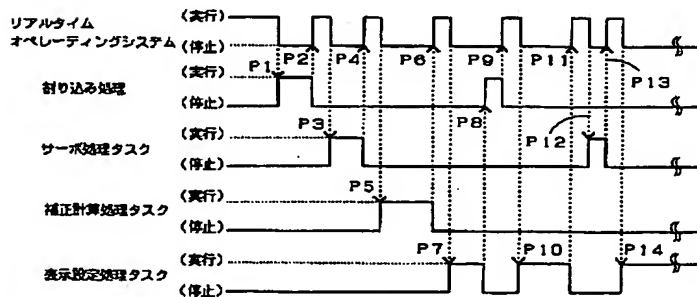 リアルタイム
オペレーティングシステム
(実行)
(停止)
割り込み処理
(実行)
(停止)
サーボ処理タスク
(実行)
(停止)
補正計算処理タスク
(実行)
(停止)
表示設定処理タスク
(実行)
(停止)
P1
P2
P3
P4
P5
P6
P7
P8
P9
P10
P11
P12
P13
P14